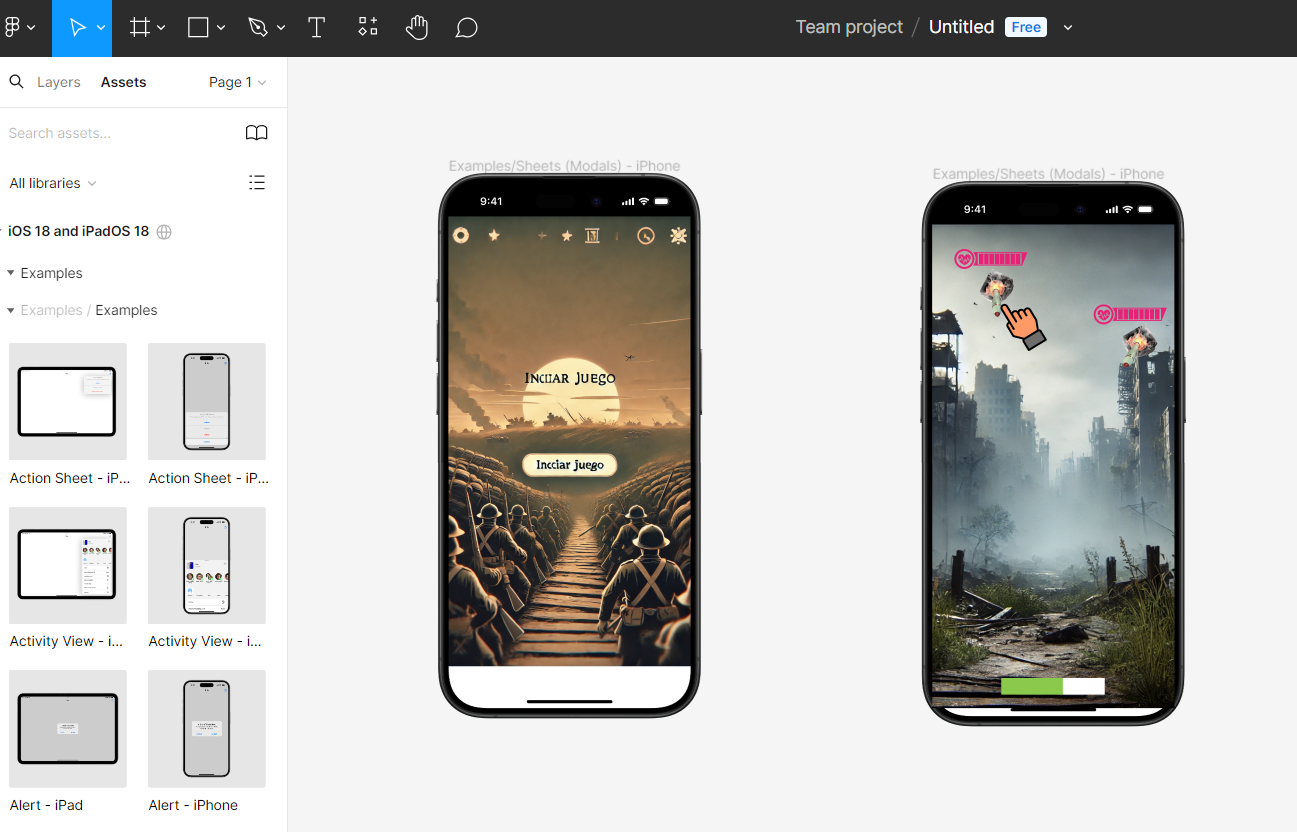 Team project / Untitled Free
Layers Assets Page 1
Search assets...
All libraries
iOS 18 and iPadOS 18
Examples
Examples / Examples
Action Sheet - iP...
Action Sheet - iP...
Activity View - i...
Activity View - i...
Alert - iPad
Alert - iPhone
Examples/Sheets (Modals) - iPhone
9:41
INCIIAR JUEGO
Incciar juego
Examples/Sheets (Modals) - iPhone
9:41